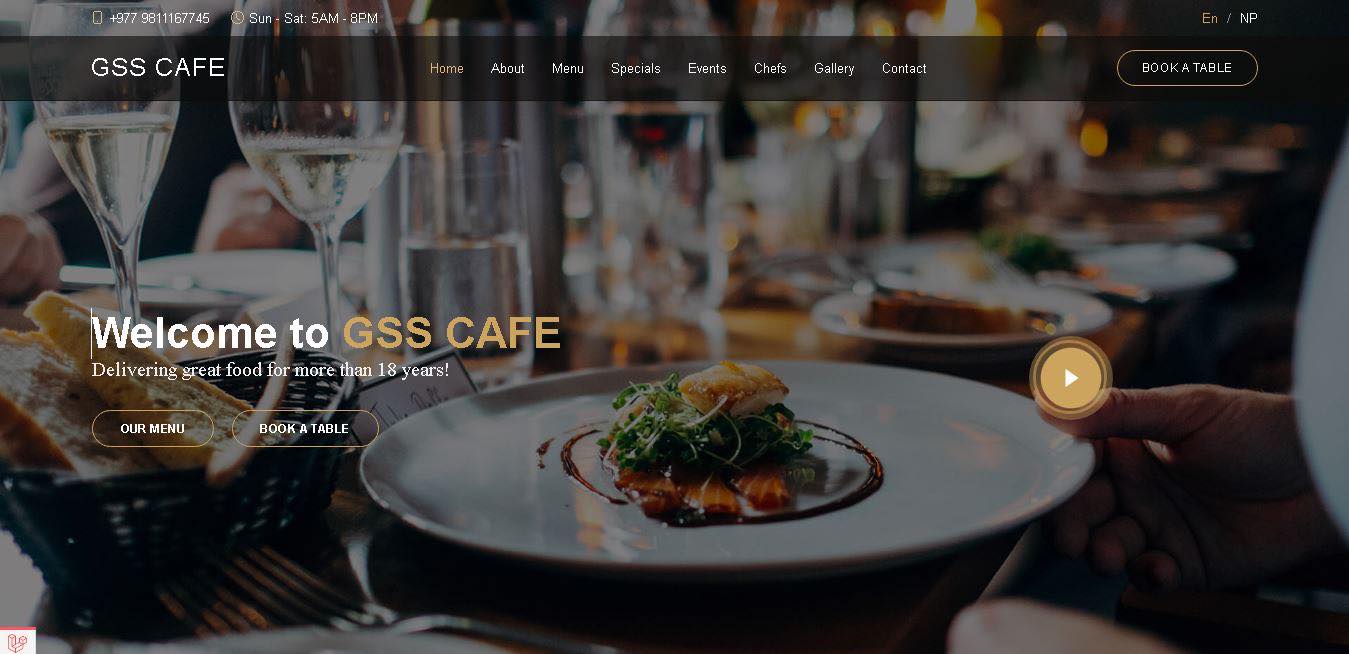 +977 9811167745 Sun - Sat: 5AM - 8PM En / NP
GSS CAFE Home About Menu Specials Events Chefs Gallery Contact BOOK A TABLE
Welcome to GSS CAFE
Delivering great food for more than 18 years!
OUR MENU BOOK A TABLE